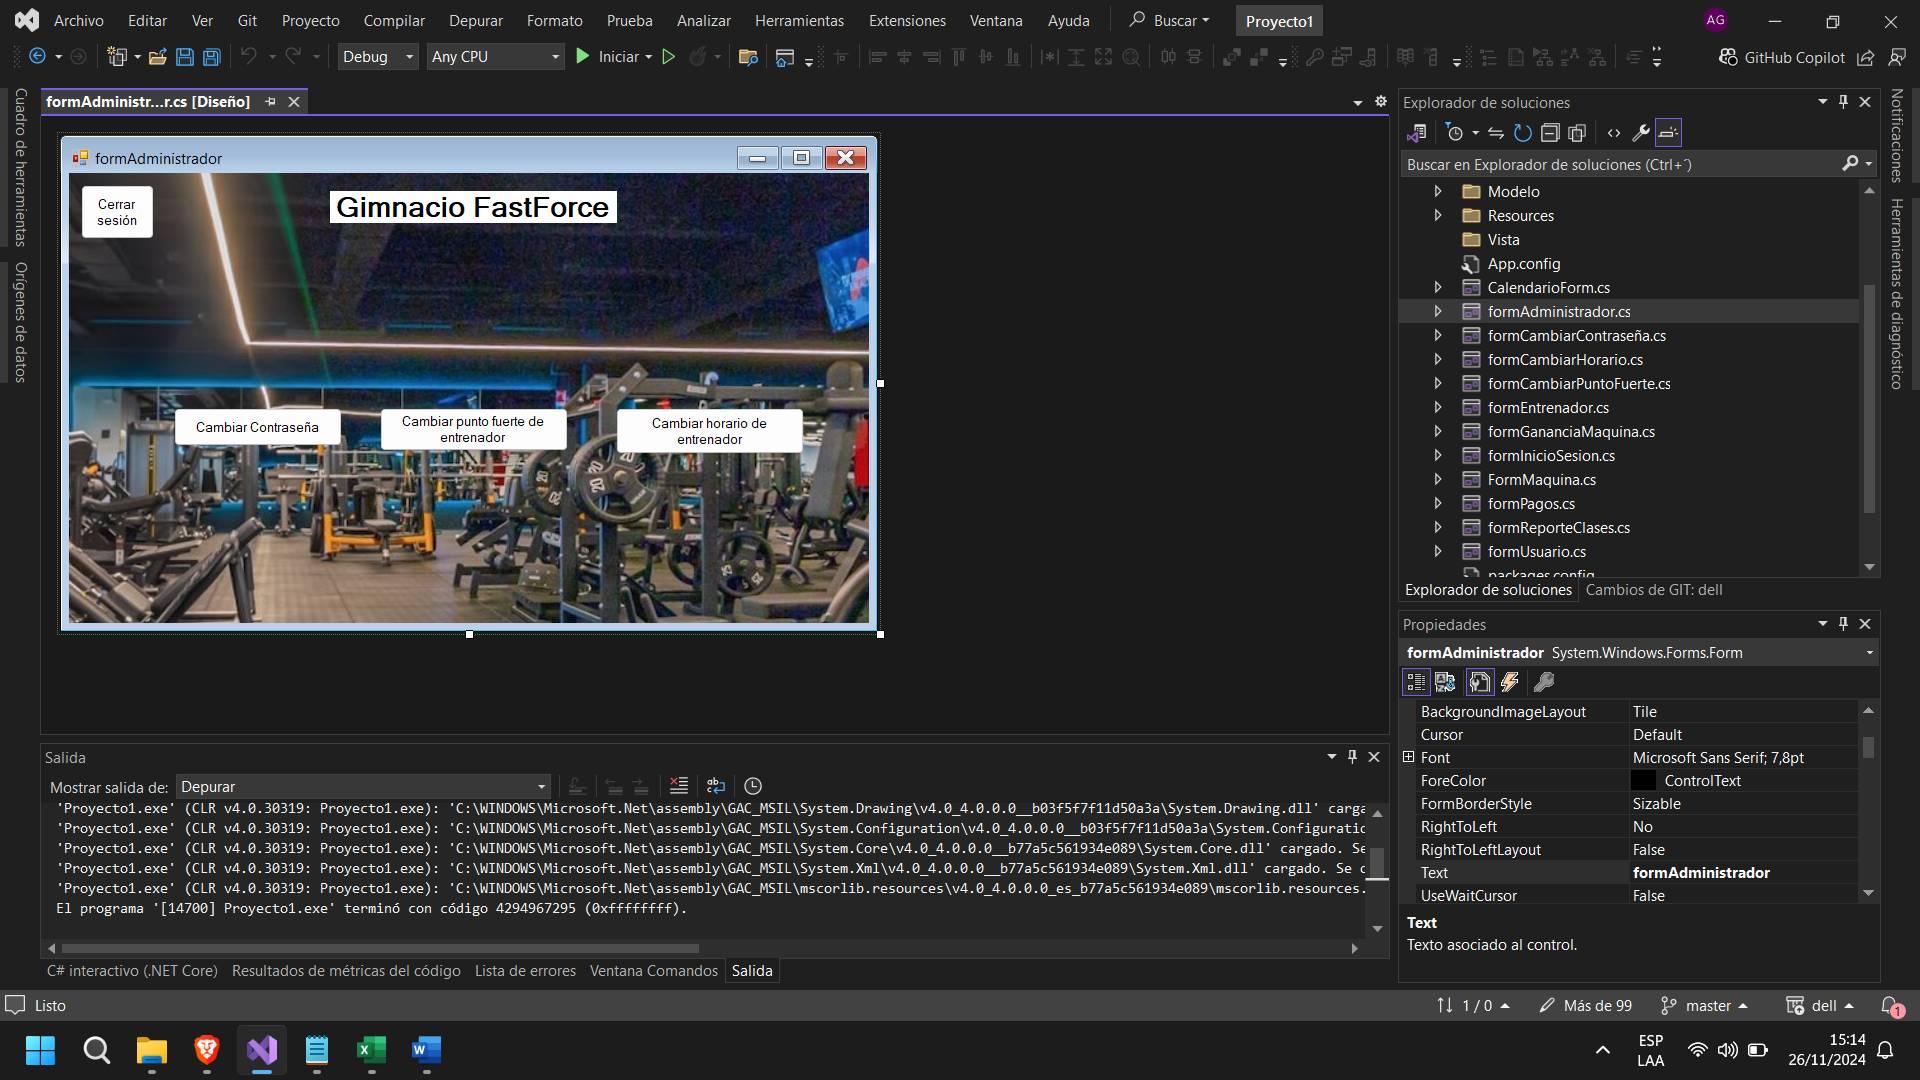 Archivo Editar Ver Git Proyecto Compilar Depurar Formato Prueba Analizar Herramientas Extensiones Ventana Ayuda Buscar Proyecto1 AG
Debug Any CPU Iniciar GitHub Copilot
Cuadro de herramientas
Orígenes de datos
formAdministr...r.cs [Diseño]
formAdministrador
Cerrar
sesión
Gimnacio FastForce
Cambiar Contraseña
Cambiar punto fuerte de
entrenador
Cambiar horario de
entrenador
Salida
Mostrar salida de: Depurar
'Proyecto1.exe' (CLR v4.0.30319: Proyecto1.exe): 'C:\WINDOWS\Microsoft.Net\assembly\GAC_MSIL\System.Drawing\v4.0_4.0.0.0__b03f5f7f11d50a3a\System.Drawing.dll' carga
'Proyecto1.exe' (CLR v4.0.30319: Proyecto1.exe): 'C:\WINDOWS\Microsoft.Net\assembly\GAC_MSIL\System.Configuration\v4.0_4.0.0.0__b03f5f7f11d50a3a\System.Configuratio
'Proyecto1.exe' (CLR v4.0.30319: Proyecto1.exe): 'C:\WINDOWS\Microsoft.Net\assembly\GAC_MSIL\System.Core\v4.0_4.0.0.0__b77a5c561934e089\System.Core.dll' cargado. Se
'Proyecto1.exe' (CLR v4.0.30319: Proyecto1.exe): 'C:\WINDOWS\Microsoft.Net\assembly\GAC_MSIL\System.Xml\v4.0_4.0.0.0__b77a5c561934e089\System.Xml.dll' cargado. Se c
'Proyecto1.exe' (CLR v4.0.30319: Proyecto1.exe): 'C:\WINDOWS\Microsoft.Net\assembly\GAC_MSIL\mscorlib.resources\v4.0_4.0.0.0_es_b77a5c561934e089\mscorlib.resources.
El programa '[14700] Proyecto1.exe' terminó con código 4294967295 (0xffffffff).
C# interactivo (.NET Core) Resultados de métricas del código Lista de errores Ventana Comandos Salida
Explorador de soluciones
Buscar en Explorador de soluciones (Ctrl+´)
Modelo
Resources
Vista
App.config
CalendarioForm.cs
formAdministrador.cs
formCambiarContraseña.cs
formCambiarHorario.cs
formCambiarPuntoFuerte.cs
formEntrenador.cs
formGananciaMaquina.cs
formInicioSesion.cs
FormMaquina.cs
formPagos.cs
formReporteClases.cs
formUsuario.cs
packages.config
Explorador de soluciones Cambios de GIT: dell
Propiedades
formAdministrador System.Windows.Forms.Form
BackgroundImageLayout Tile
Cursor Default
Font Microsoft Sans Serif; 7,8pt
ForeColor ControlText
FormBorderStyle Sizable
RightToLeft No
RightToLeftLayout False
Text formAdministrador
UseWaitCursor False
Text
Texto asociado al control.
Notificaciones
Herramientas de diagnóstico
Listo 1 / 0 Más de 99 master dell 1
ESP
LAA
15:14
26/11/2024